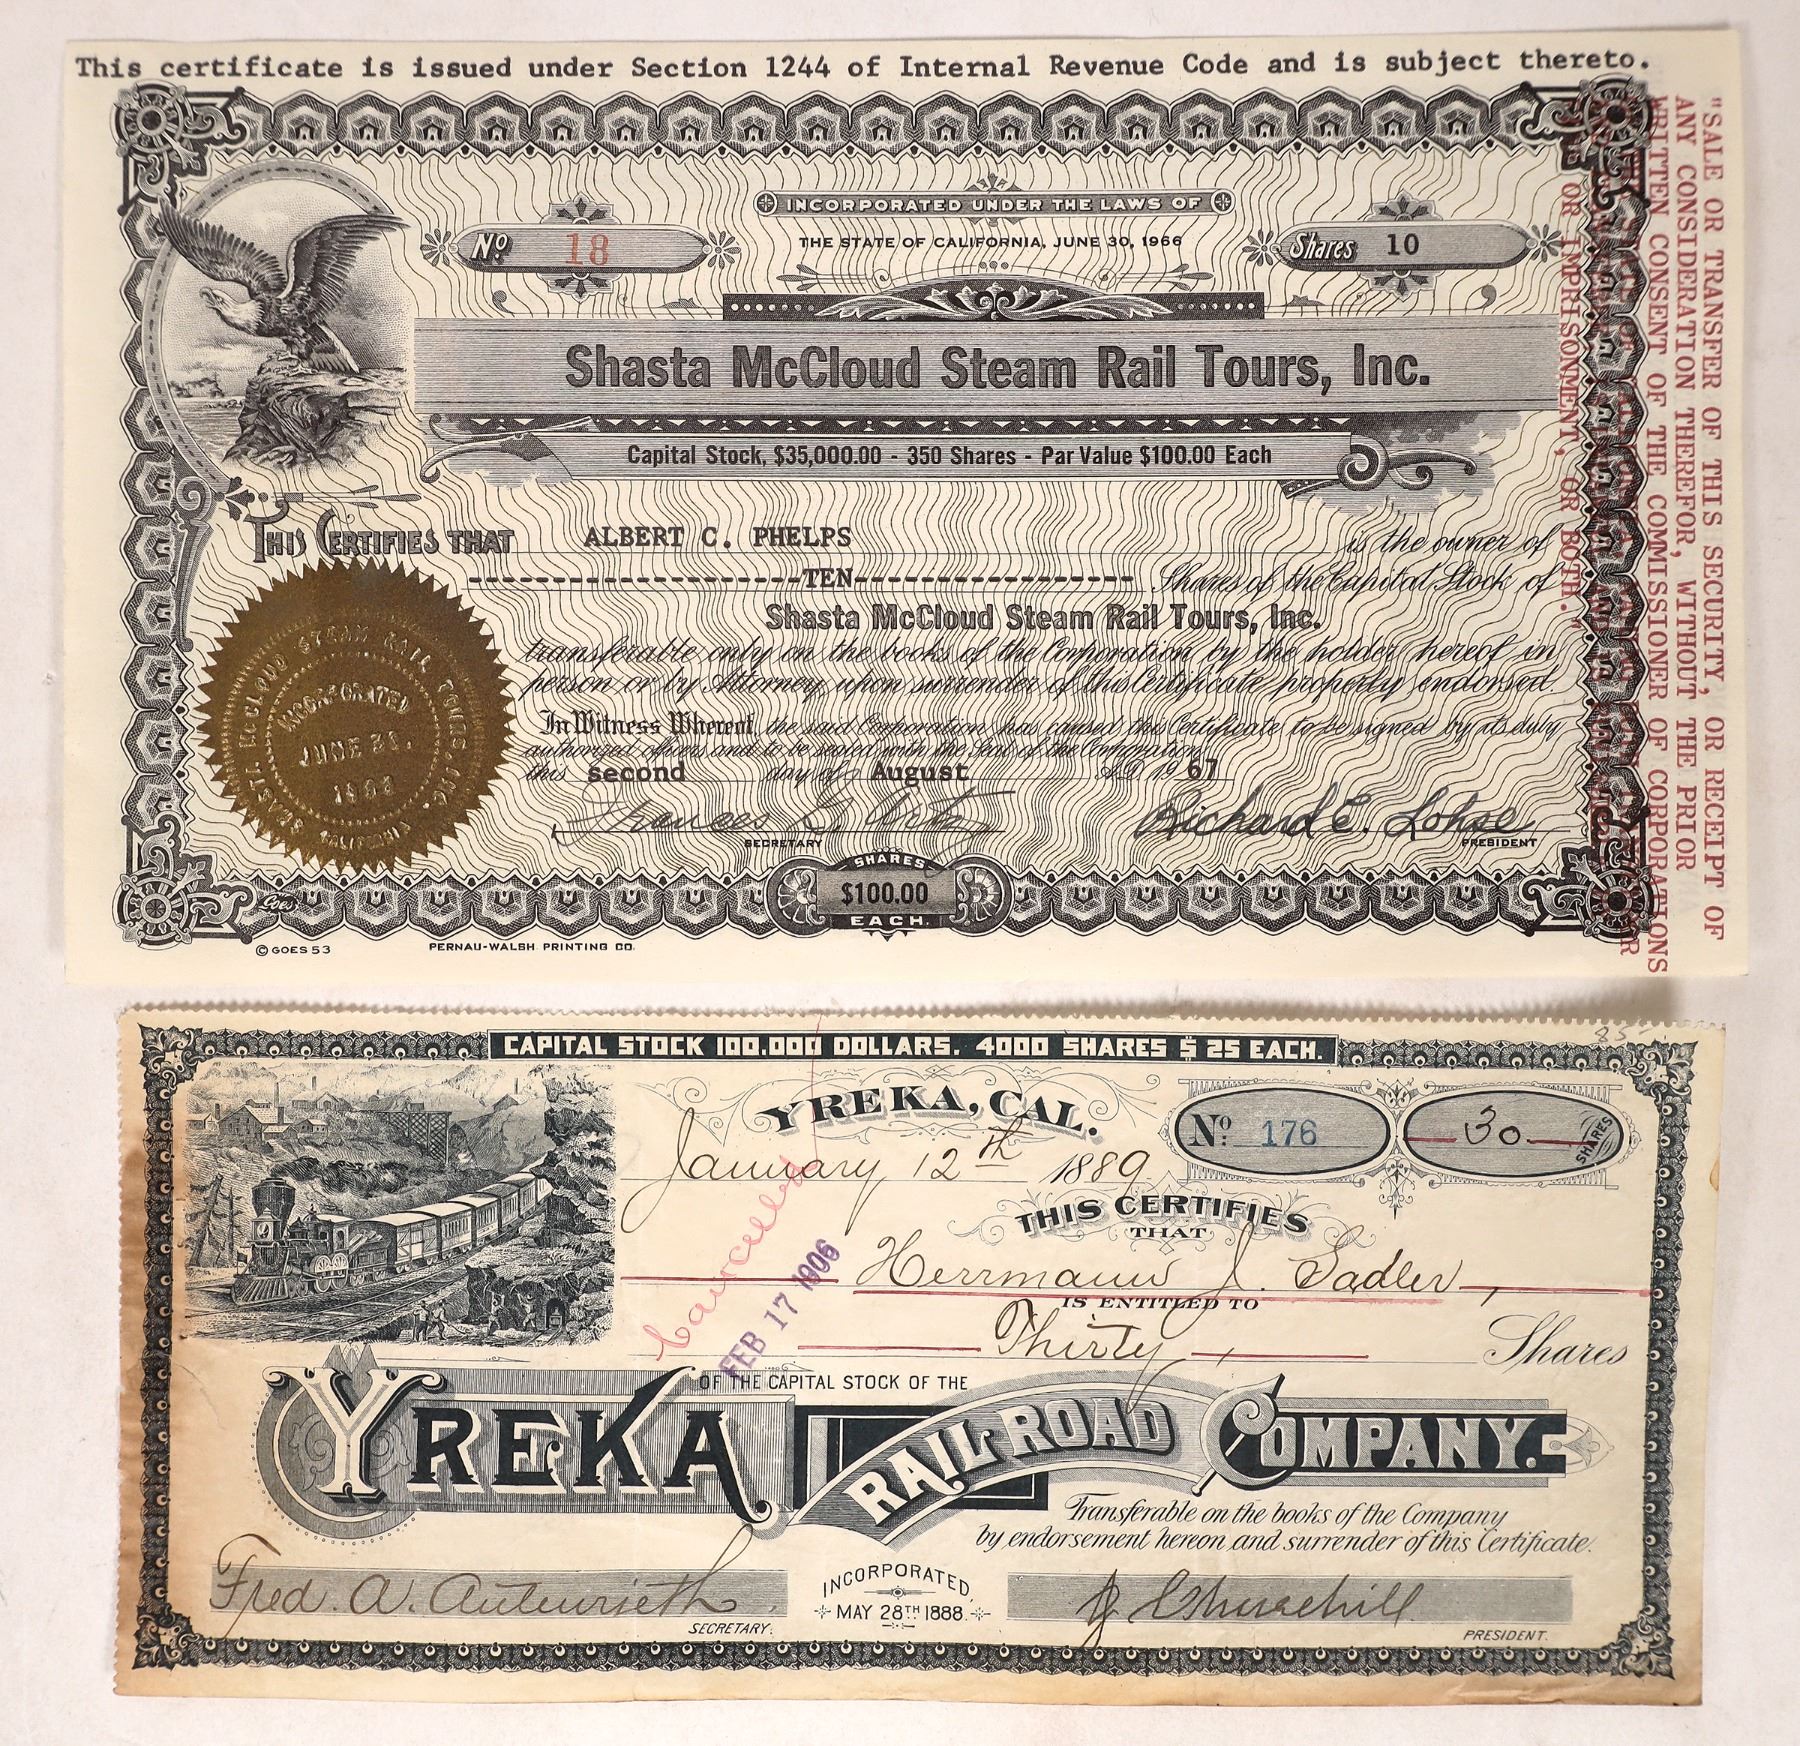 This certificate is issued under Section 1244 of Internal Revenue Code and is subject thereto.
"SALE OR TRANSFER OF THIS SECURITY, OR RECEIPT OF
ANY CONSIDERATION THEREFOR, WITHOUT THE PRIOR
WRITTEN CONSENT OF THE COMMISSIONER OF CORPORATIONS
OR IMPRISONMENT, OR BOTH."
INCORPORATED UNDER THE LAWS OF
THE STATE OF CALIFORNIA, JUNE 30, 1966
No 18
Shares 10
Shasta McCloud Steam Rail Tours, Inc.
Capital Stock, $35,000.00 - 350 Shares - Par Value $100.00 Each
THIS CERTIFIES THAT ALBERT C. PHELPS is the owner of
TEN Shares of the Capital Stock of
Shasta McCloud Steam Rail Tours, Inc.
transferable only on the books of the Corporation by the holder hereof in
person or by Attorney upon surrender of this Certificate properly endorsed.
In Witness Whereof, the said Corporation has caused this Certificate to be signed by its duly
authorized officers and to be sealed with the Seal of the Corporation
this second day of August A.D. 19 67
Frances G. Artz
Richard E. Lohse
SECRETARY
PRESIDENT
McCLOUD STEAM RAIL TOURS, INC.
INCORPORATED
JUNE 30,
CALIFORNIA
SHARES
$100.00
EACH.
Goes
© GOES 53
PERNAU-WALSH PRINTING CO.
CAPITAL STOCK 100.000 DOLLARS. 4000 SHARES $ 25 EACH.
YREKA, CAL.
No. 176
30 SHARES
January 12th 1889
THIS CERTIFIES
THAT
Herrmann J. Sadler,
IS ENTITLED TO
Thirty, Shares
Cancelled
FEB 17 1906
OF THE CAPITAL STOCK OF THE
YREKA RAILROAD COMPANY.
Transferable on the books of the Company
by endorsement hereon and surrender of this Certificate.
Fred. A. Autenrieth
SECRETARY.
INCORPORATED,
MAY 28TH 1888.
J Churchill
PRESIDENT.